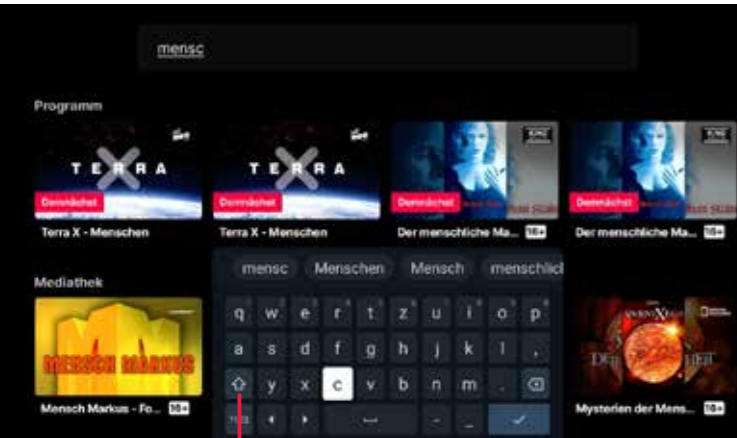 mensc
Programm
TERRA X
Demnächst
TERRA X
Demnächst
Demnächst
Demnächst
Terra X - Menschen
Terra X - Menschen
Der menschliche Ma... 16+
Der menschliche Ma... 16+
Mediathek
mensc Menschen Mensch menschlic
q w e r t z u i o p
a s d f g h j k l ,
y x c v b n m .
- _
MENSCH MARKUS
Mensch Markus - Fo... 16+
Mysterien der Mens... 16+